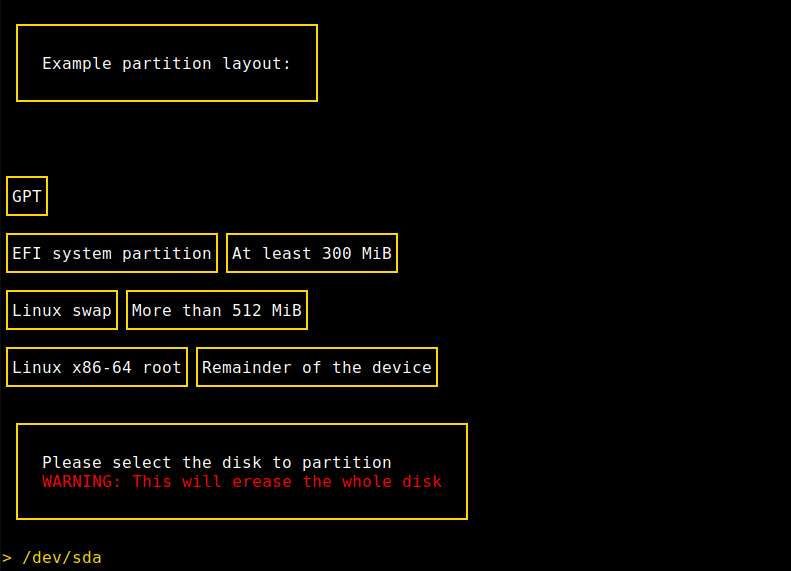 Example partition layout:
GPT
EFI system partition At least 300 MiB
Linux swap More than 512 MiB
Linux x86-64 root Remainder of the device
Please select the disk to partition
WARNING: This will erease the whole disk
> /dev/sda